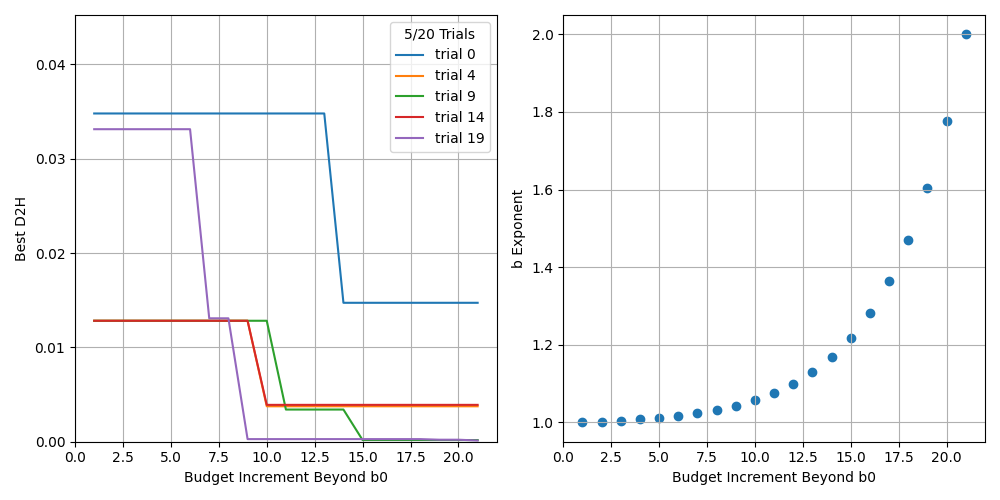 5/20 Trials
trial 0
trial 4
trial 9
trial 14
trial 19
0.04
0.03
0.02
0.01
0.00
Best D2H
0.0 2.5 5.0 7.5 10.0 12.5 15.0 17.5 20.0
Budget Increment Beyond b0
2.0
1.8
1.6
1.4
1.2
1.0
b Exponent
0.0 2.5 5.0 7.5 10.0 12.5 15.0 17.5 20.0
Budget Increment Beyond b0